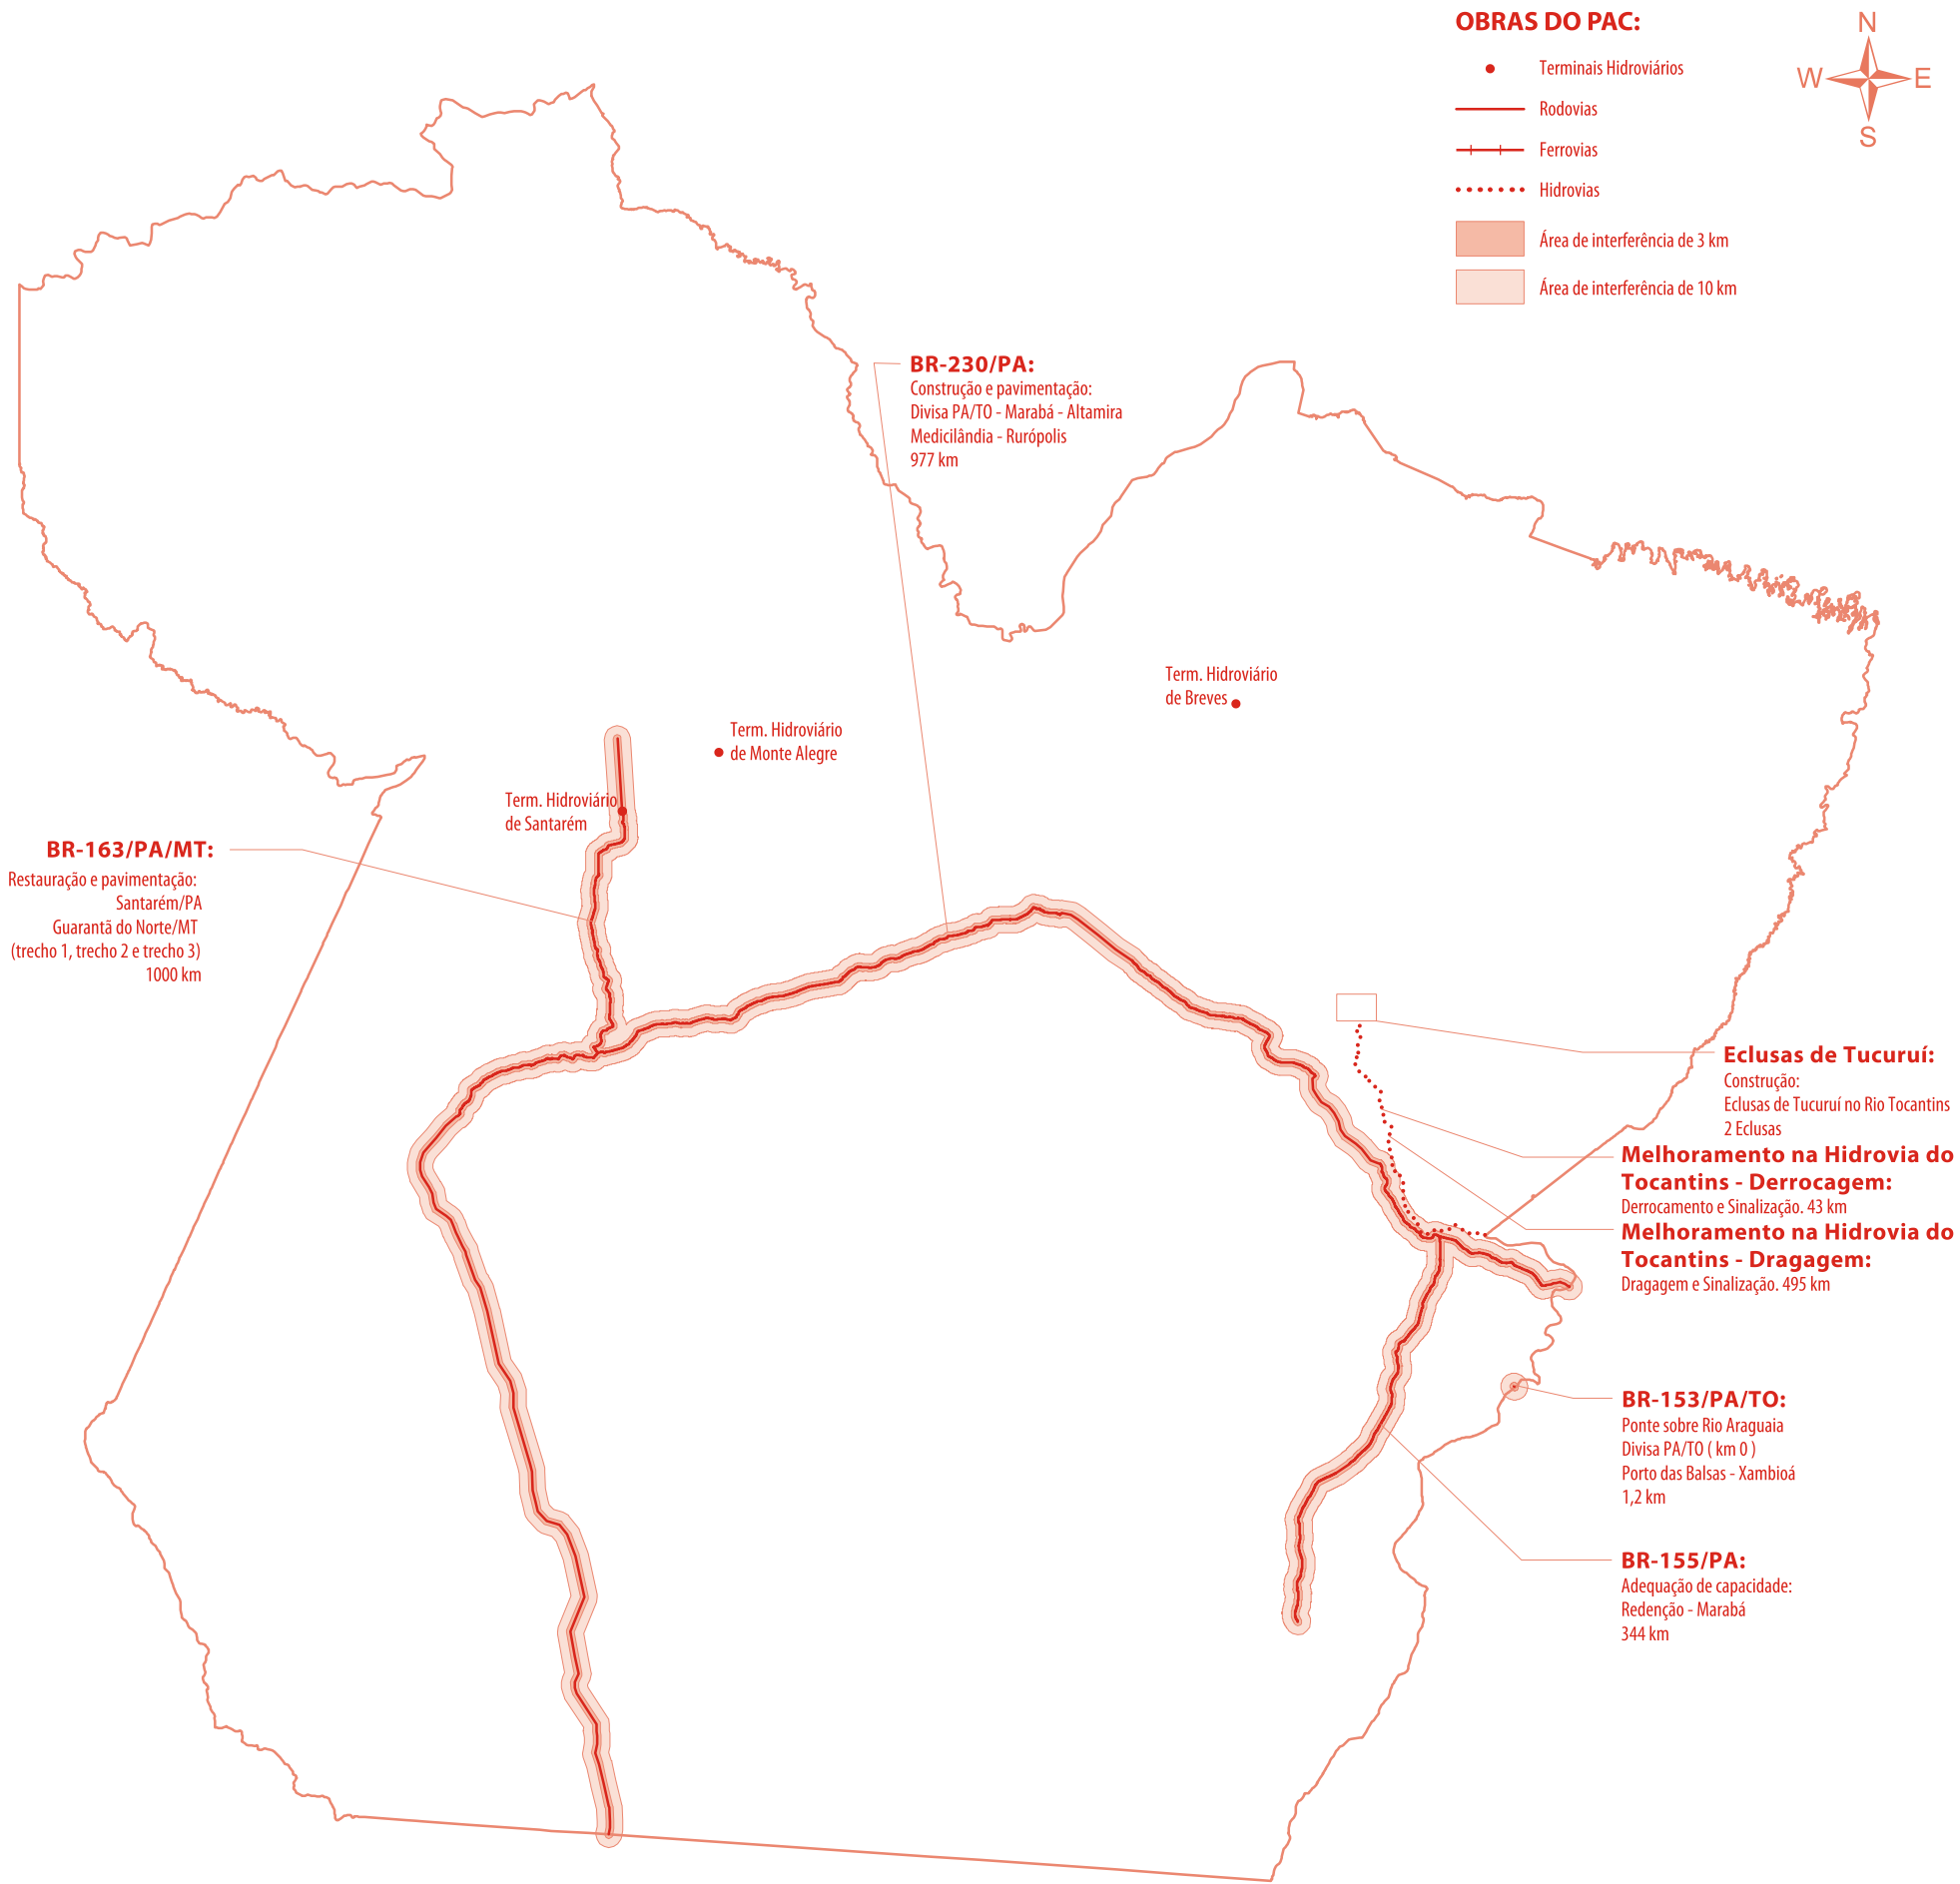 OBRAS DO PAC:
Terminais Hidroviários
Rodovias
Ferrovias
Hidrovias
Área de interferência de 3 km
Área de interferência de 10 km
N
W
E
S
BR-230/PA:
Construção e pavimentação:
Divisa PA/TO - Marabá - Altamira
Medicilândia - Rurópolis
977 km
Term. Hidroviário
de Breves
Term. Hidroviário
de Monte Alegre
Term. Hidroviário
de Santarém
BR-163/PA/MT:
Restauração e pavimentação:
Santarém/PA
Guarantã do Norte/MT
(trecho 1, trecho 2 e trecho 3)
1000 km
Eclusas de Tucuruí:
Construção:
Eclusas de Tucuruí no Rio Tocantins
2 Eclusas
Melhoramento na Hidrovia do
Tocantins - Derrocagem:
Derrocamento e Sinalização. 43 km
Melhoramento na Hidrovia do
Tocantins - Dragagem:
Dragagem e Sinalização. 495 km
BR-153/PA/TO:
Ponte sobre Rio Araguaia
Divisa PA/TO ( km 0 )
Porto das Balsas - Xambioá
1,2 km
BR-155/PA:
Adequação de capacidade:
Redenção - Marabá
344 km